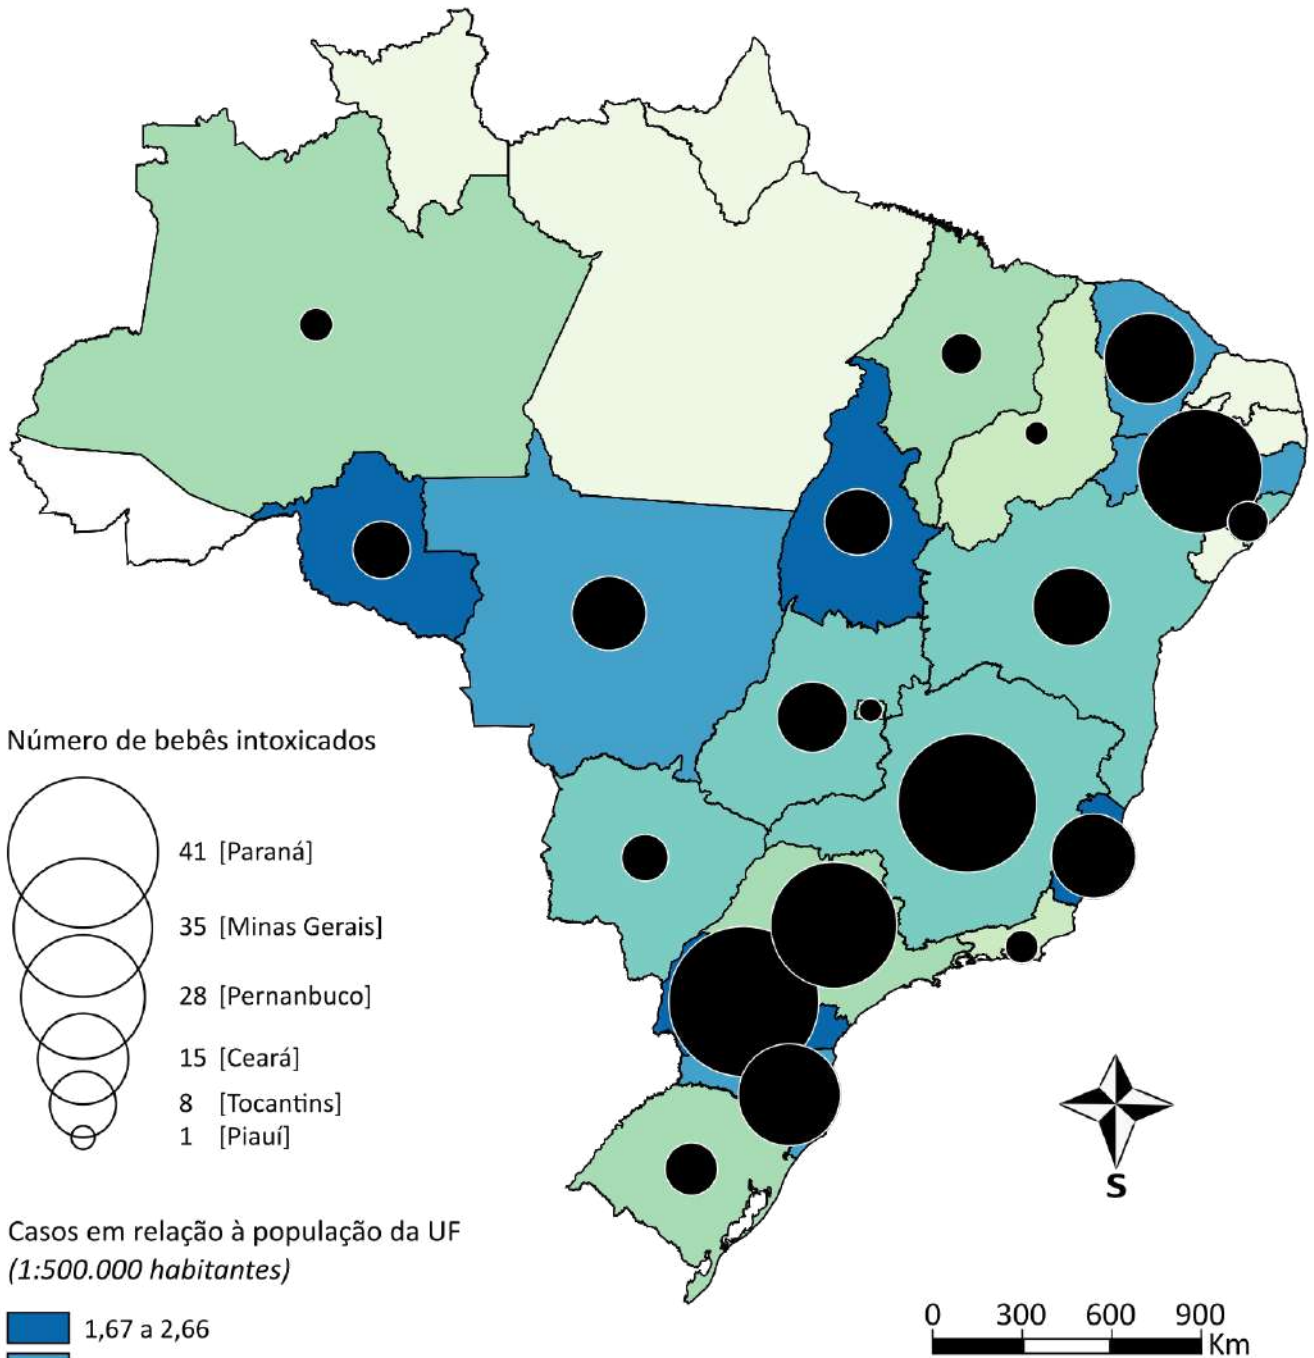 Número de bebês intoxicados
41 [Paraná]
35 [Minas Gerais]
28 [Pernanbuco]
15 [Ceará]
8 [Tocantins]
1 [Piauí]
Casos em relação à população da UF
(1:500.000 habitantes)
1,67 a 2,66
S
0 300 600 900
Km